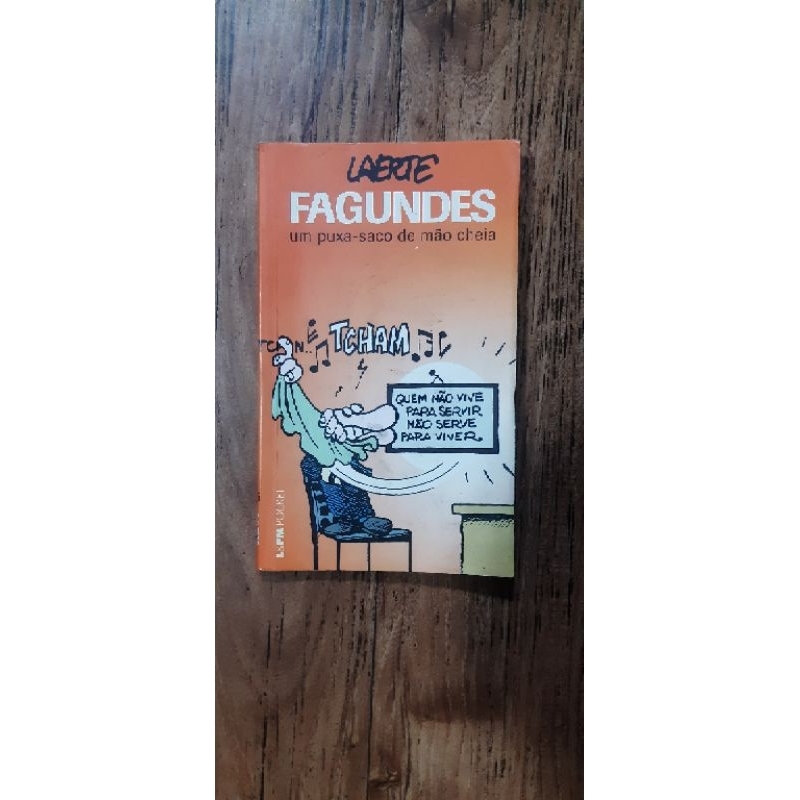 LAERTE
FAGUNDES
um puxa-saco de mão cheia
TCHAM
QUEM NÃO VIVE
PARA SERVIR
NÃO SERVE
PARA VIVER
L&PM POCKET